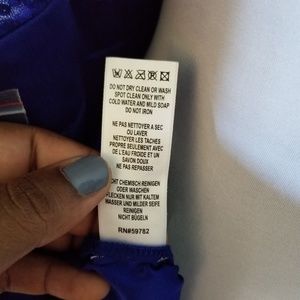 DO NOT DRY CLEAN OR WASH
SPOT CLEAN ONLY WITH
COLD WATER AND MILD SOAP
DO NOT IRON
NE PAS NETTOYER A SEC
OU LAVER
NETTOYER LES TACHES
PROPRE SEULEMENT AVEC
DE L'EAU FROIDE ET UN
SAVON DOUX
NE PAS REPASSER
CHT CHEMISCH REINIGEN
ODER WASCHEN
FLECKEN NUR MIT KALTEM
WASSER UND MILDER SEIFE
REINIGEN
NICHT BÜGELN
RN#59782